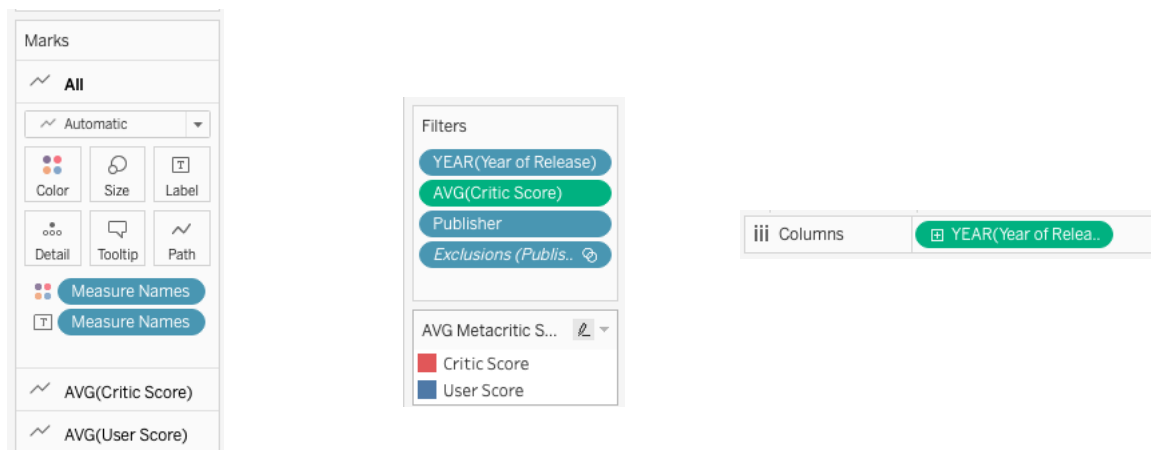 Marks
All
Automatic
Color Size Label
Detail Tooltip Path
Measure Names
T Measure Names
AVG(Critic Score)
AVG(User Score)
Filters
YEAR(Year of Release)
AVG(Critic Score)
Publisher
Exclusions (Publis..
AVG Metacritic S...
Critic Score
User Score
iii Columns
YEAR(Year of Relea..